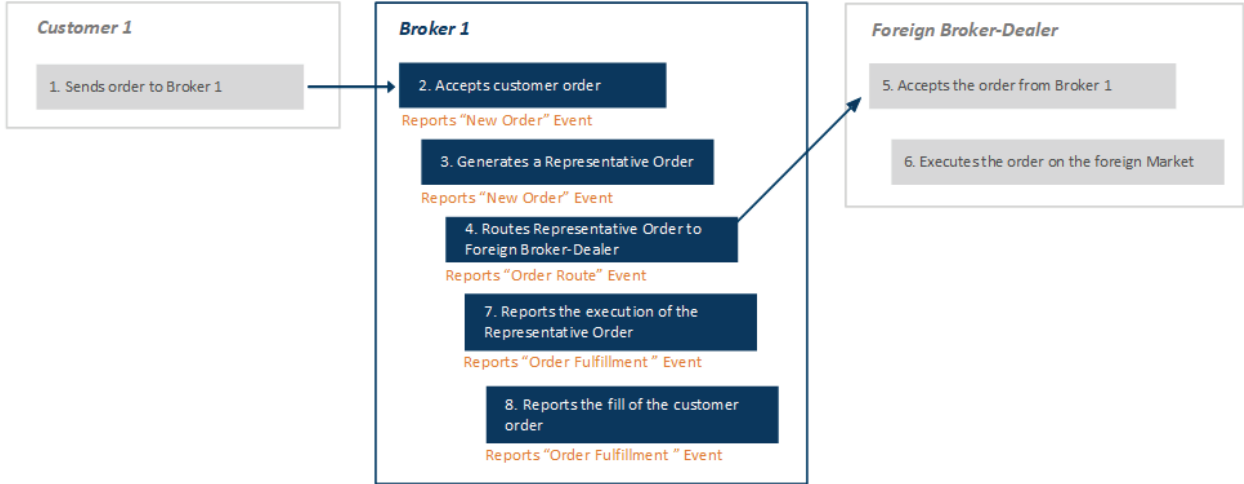 Customer 1
1. Sends order to Broker 1
Broker 1
2. Accepts customer order
Reports “New Order” Event
3. Generates a Representative Order
Reports “New Order” Event
4. Routes Representative Order to
Foreign Broker-Dealer
Reports “Order Route” Event
7. Reports the execution of the
Representative Order
Reports “Order Fulfillment ” Event
8. Reports the fill of the customer
order
Reports “Order Fulfillment ” Event
Foreign Broker-Dealer
5. Accepts the order from Broker 1
6. Executes the order on the foreign Market